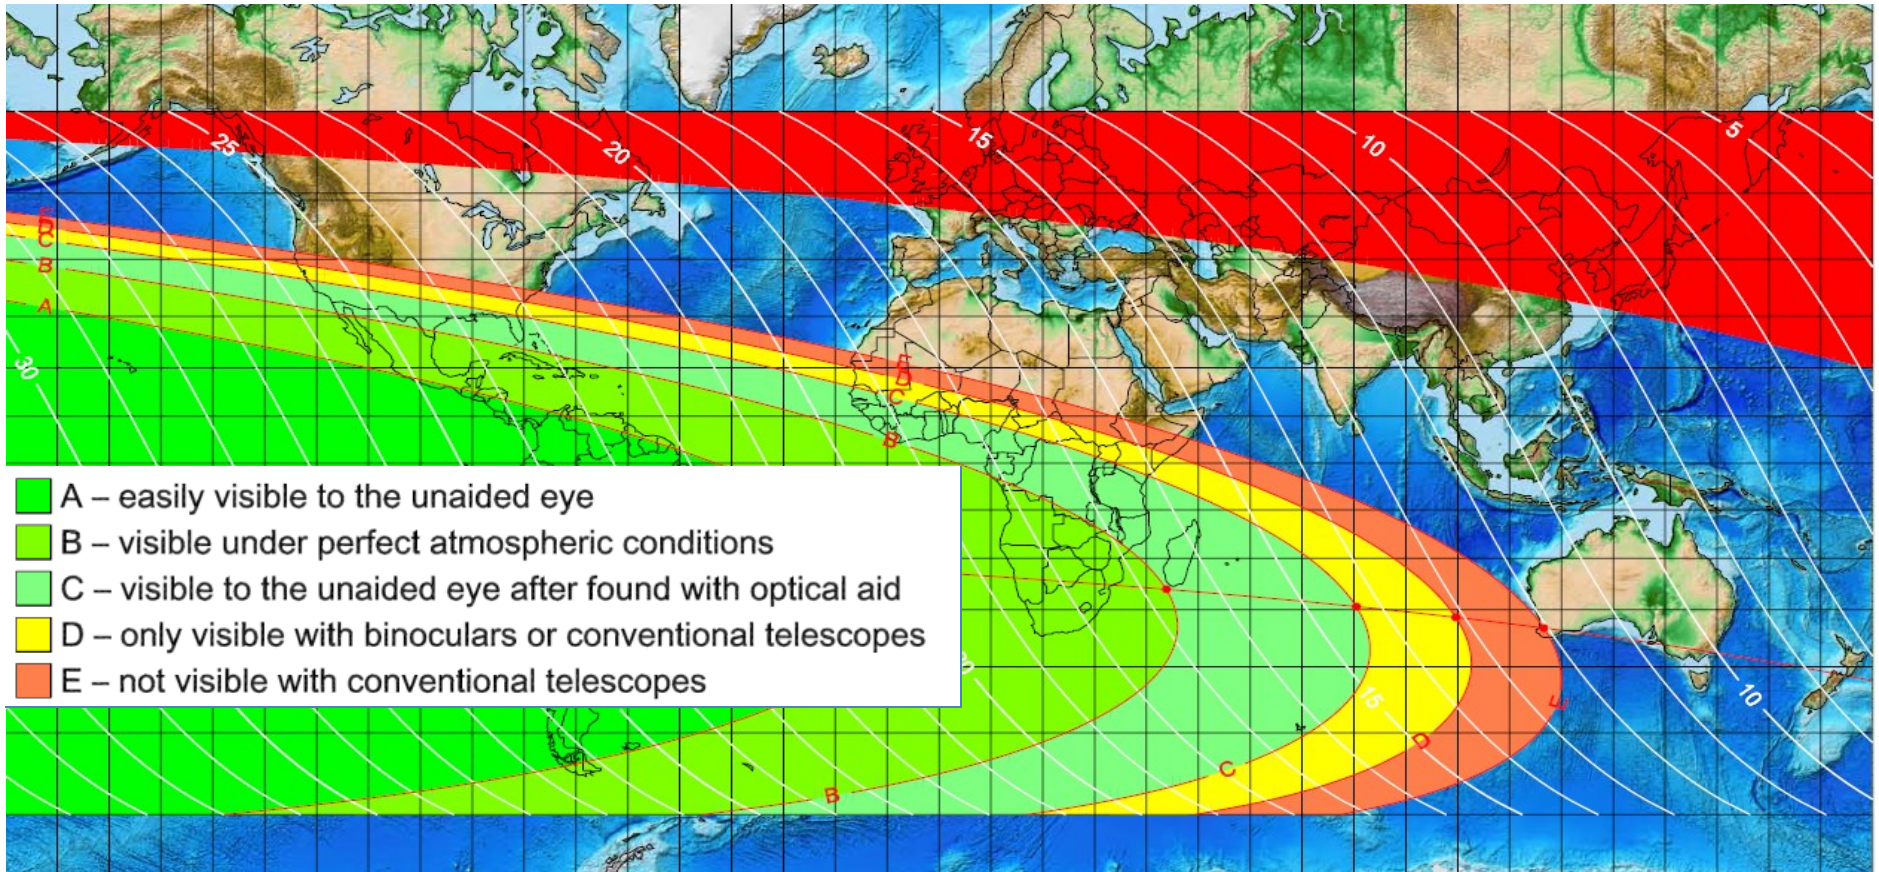 25
20
15
10
5
E
D
C
B
A
30
E
D
C
B
A – easily visible to the unaided eye
B – visible under perfect atmospheric conditions
C – visible to the unaided eye after found with optical aid
D – only visible with binoculars or conventional telescopes
E – not visible with conventional telescopes
15
10
E
D
C
B